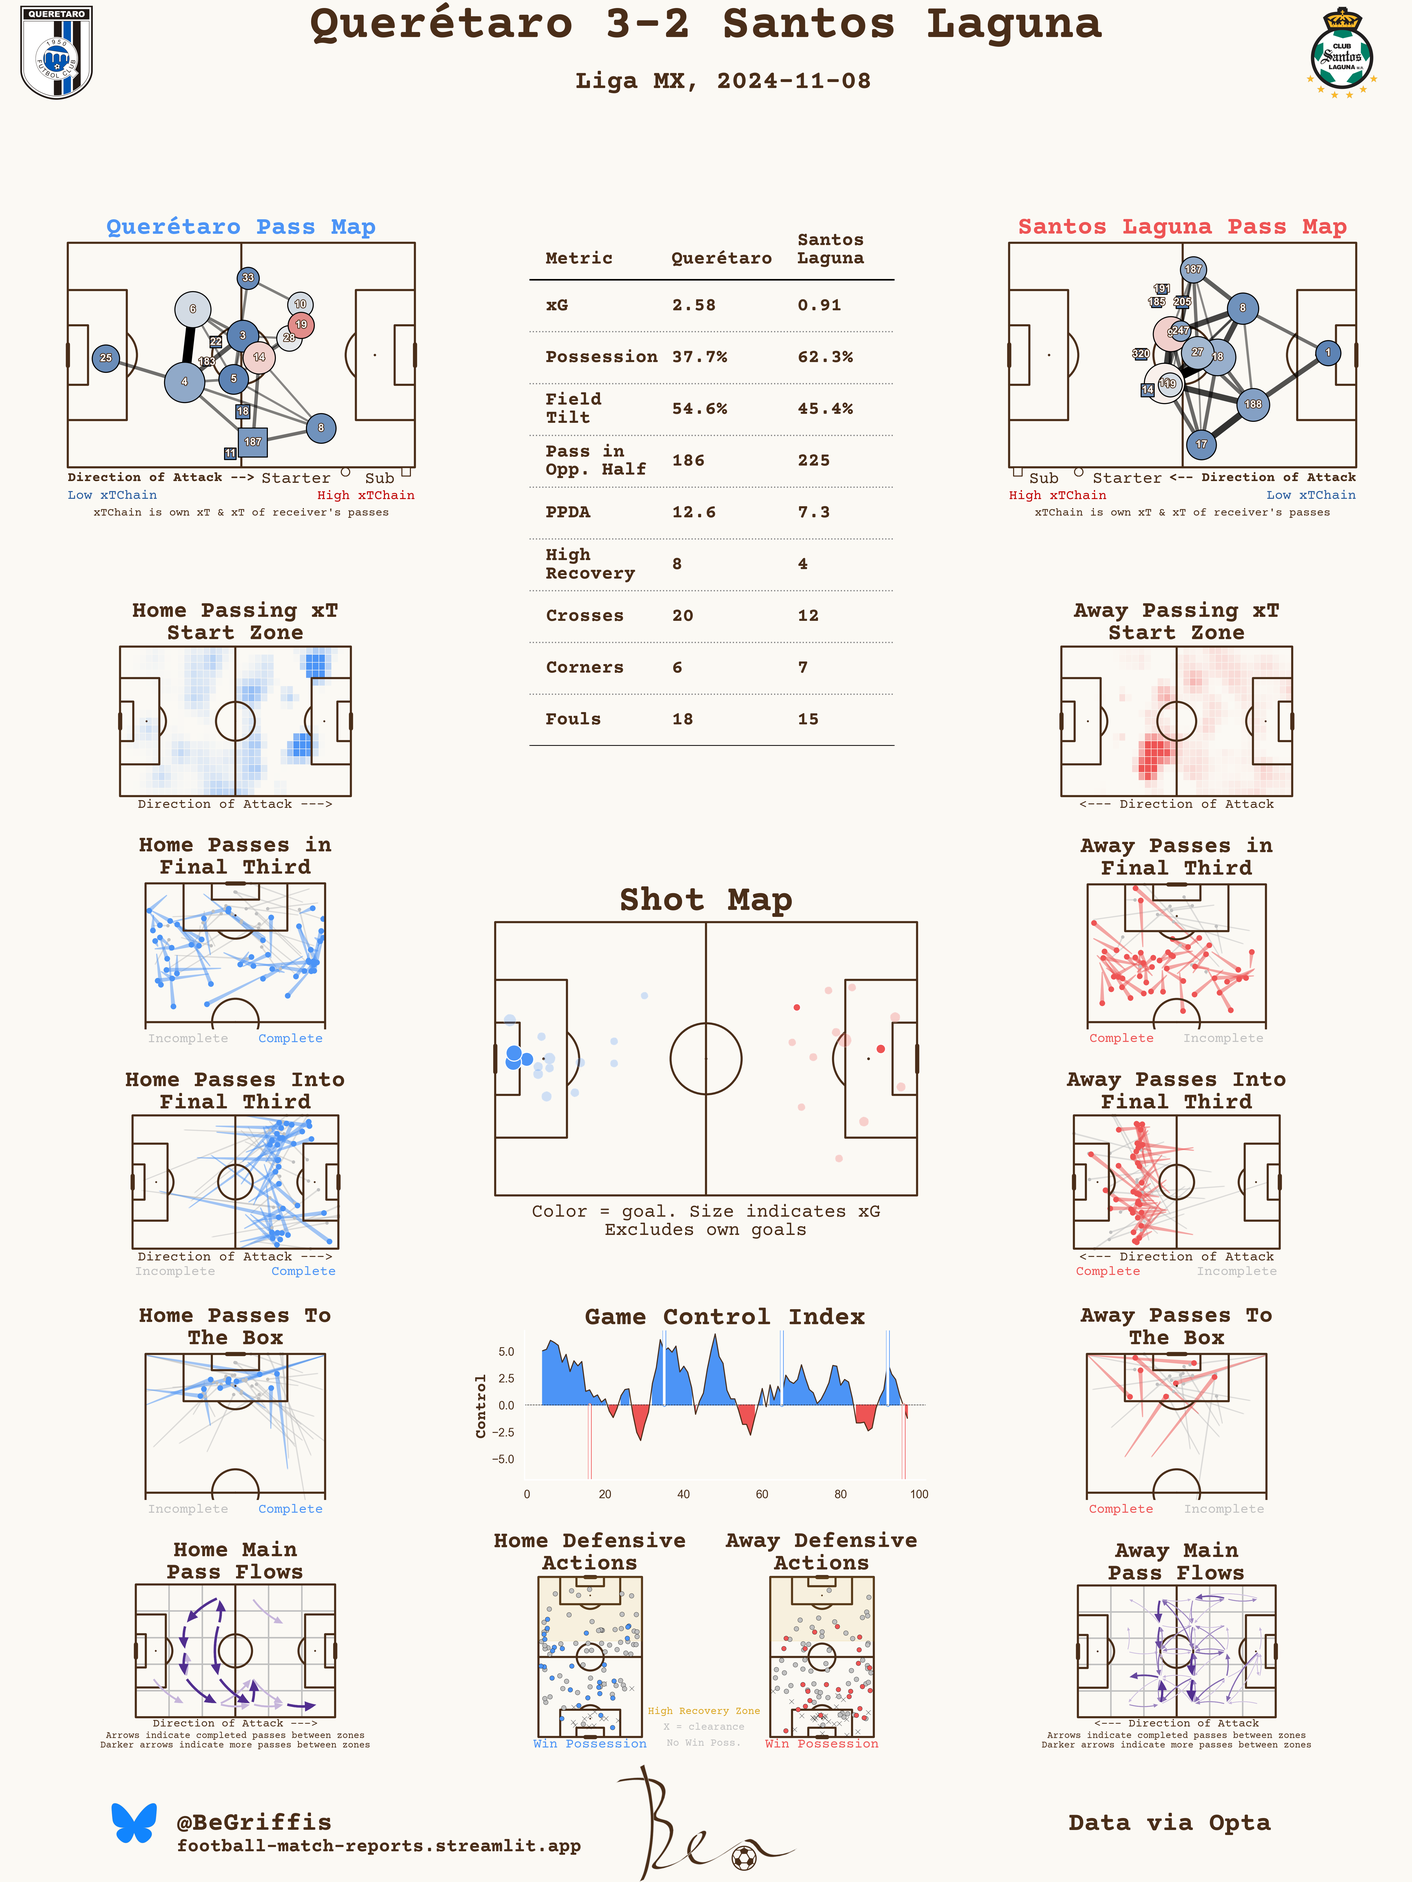 Querétaro 3-2 Santos Laguna
Liga MX, 2024-11-08
QUERETARO
1950
FUTBOL CLUB
CLUB
Santos
LAGUNA
Querétaro Pass Map
33
6
10
19
3
28
22
14
25
183
5
4
18
8
187
11
Direction of Attack --> Starter Sub
Low xTChain High xTChain
xTChain is own xT & xT of receiver's passes
Metric Querétaro Santos Laguna
xG 2.58 0.91
Possession 37.7% 62.3%
Field Tilt 54.6% 45.4%
Pass in Opp. Half 186 225
PPDA 12.6 7.3
High Recovery 8 4
Crosses 20 12
Corners 6 7
Fouls 18 15
Santos Laguna Pass Map
187
191
185
205
8
247
27
18
1
320
14
19
188
17
Sub Starter <-- Direction of Attack
High xTChain Low xTChain
xTChain is own xT & xT of receiver's passes
Home Passing xT
Start Zone
Direction of Attack --->
Away Passing xT
Start Zone
<--- Direction of Attack
Home Passes in
Final Third
Incomplete Complete
Away Passes in
Final Third
Complete Incomplete
Shot Map
Color = goal. Size indicates xG
Excludes own goals
Home Passes Into
Final Third
Direction of Attack --->
Incomplete Complete
Away Passes Into
Final Third
<--- Direction of Attack
Complete Incomplete
Home Passes To
The Box
Incomplete Complete
Game Control Index
Control
5.0
2.5
0.0
−2.5
−5.0
0 20 40 60 80 100
Away Passes To
The Box
Complete Incomplete
Home Main
Pass Flows
Direction of Attack --->
Arrows indicate completed passes between zones
Darker arrows indicate more passes between zones
Home Defensive
Actions
Win Possession
Away Defensive
Actions
Win Possession
High Recovery Zone
X = clearance
No Win Poss.
Away Main
Pass Flows
<--- Direction of Attack
Arrows indicate completed passes between zones
Darker arrows indicate more passes between zones
@BeGriffis
football-match-reports.streamlit.app
Ben
Data via Opta